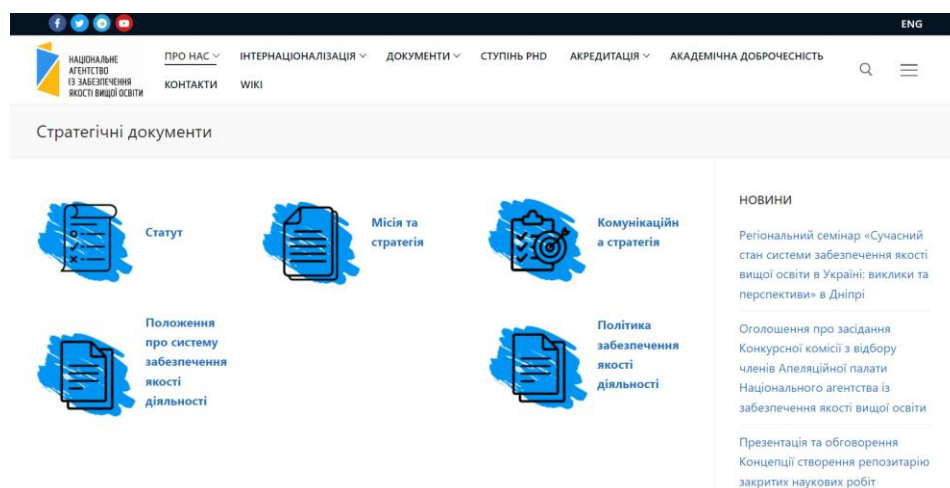 ENG
НАЦІОНАЛЬНЕ
АГЕНТСТВО
ІЗ ЗАБЕЗПЕЧЕННЯ
ЯКОСТІ ВИЩОЇ ОСВІТИ
ПРО НАС ІНТЕРНАЦІОНАЛІЗАЦІЯ ДОКУМЕНТИ СТУПІНЬ PHD АКРЕДИТАЦІЯ АКАДЕМІЧНА ДОБРОЧЕСНІСТЬ
КОНТАКТИ WIKI
Стратегічні документи
Статут
Місія та
стратегія
Комунікаційн
а стратегія
Положення
про систему
забезпечення
якості
діяльності
Політика
забезпечення
якості
діяльності
НОВИНИ
Регіональний семінар «Сучасний
стан системи забезпечення якості
вищої освіти в Україні: виклики та
перспективи» в Дніпрі
Оголошення про засідання
Конкурсної комісії з відбору
членів Апеляційної палати
Національного агентства із
забезпечення якості вищої освіти
Презентація та обговорення
Концепції створення репозитарію
закритих наукових робіт